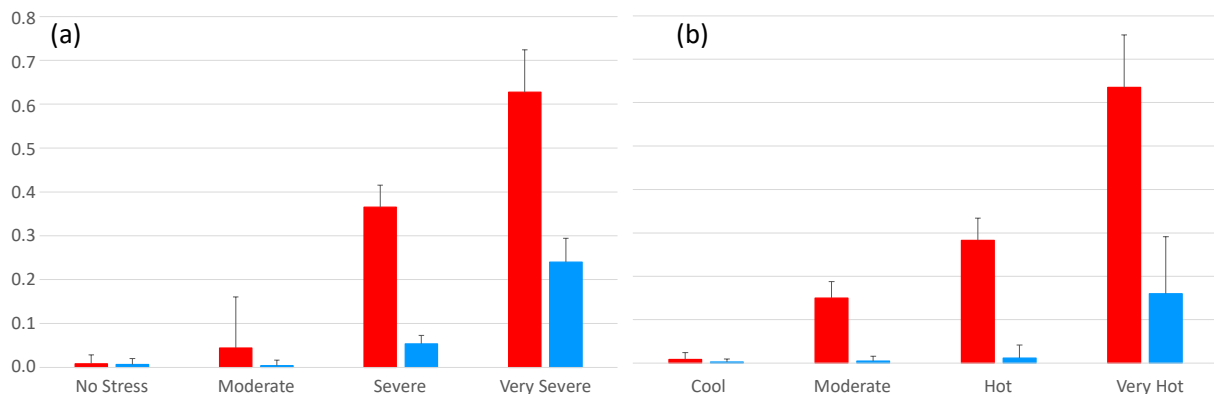 (a)
(b)
0.8
0.7
0.6
0.5
0.4
0.3
0.2
0.1
0.0
No Stress Moderate Severe Very Severe
Cool Moderate Hot Very Hot